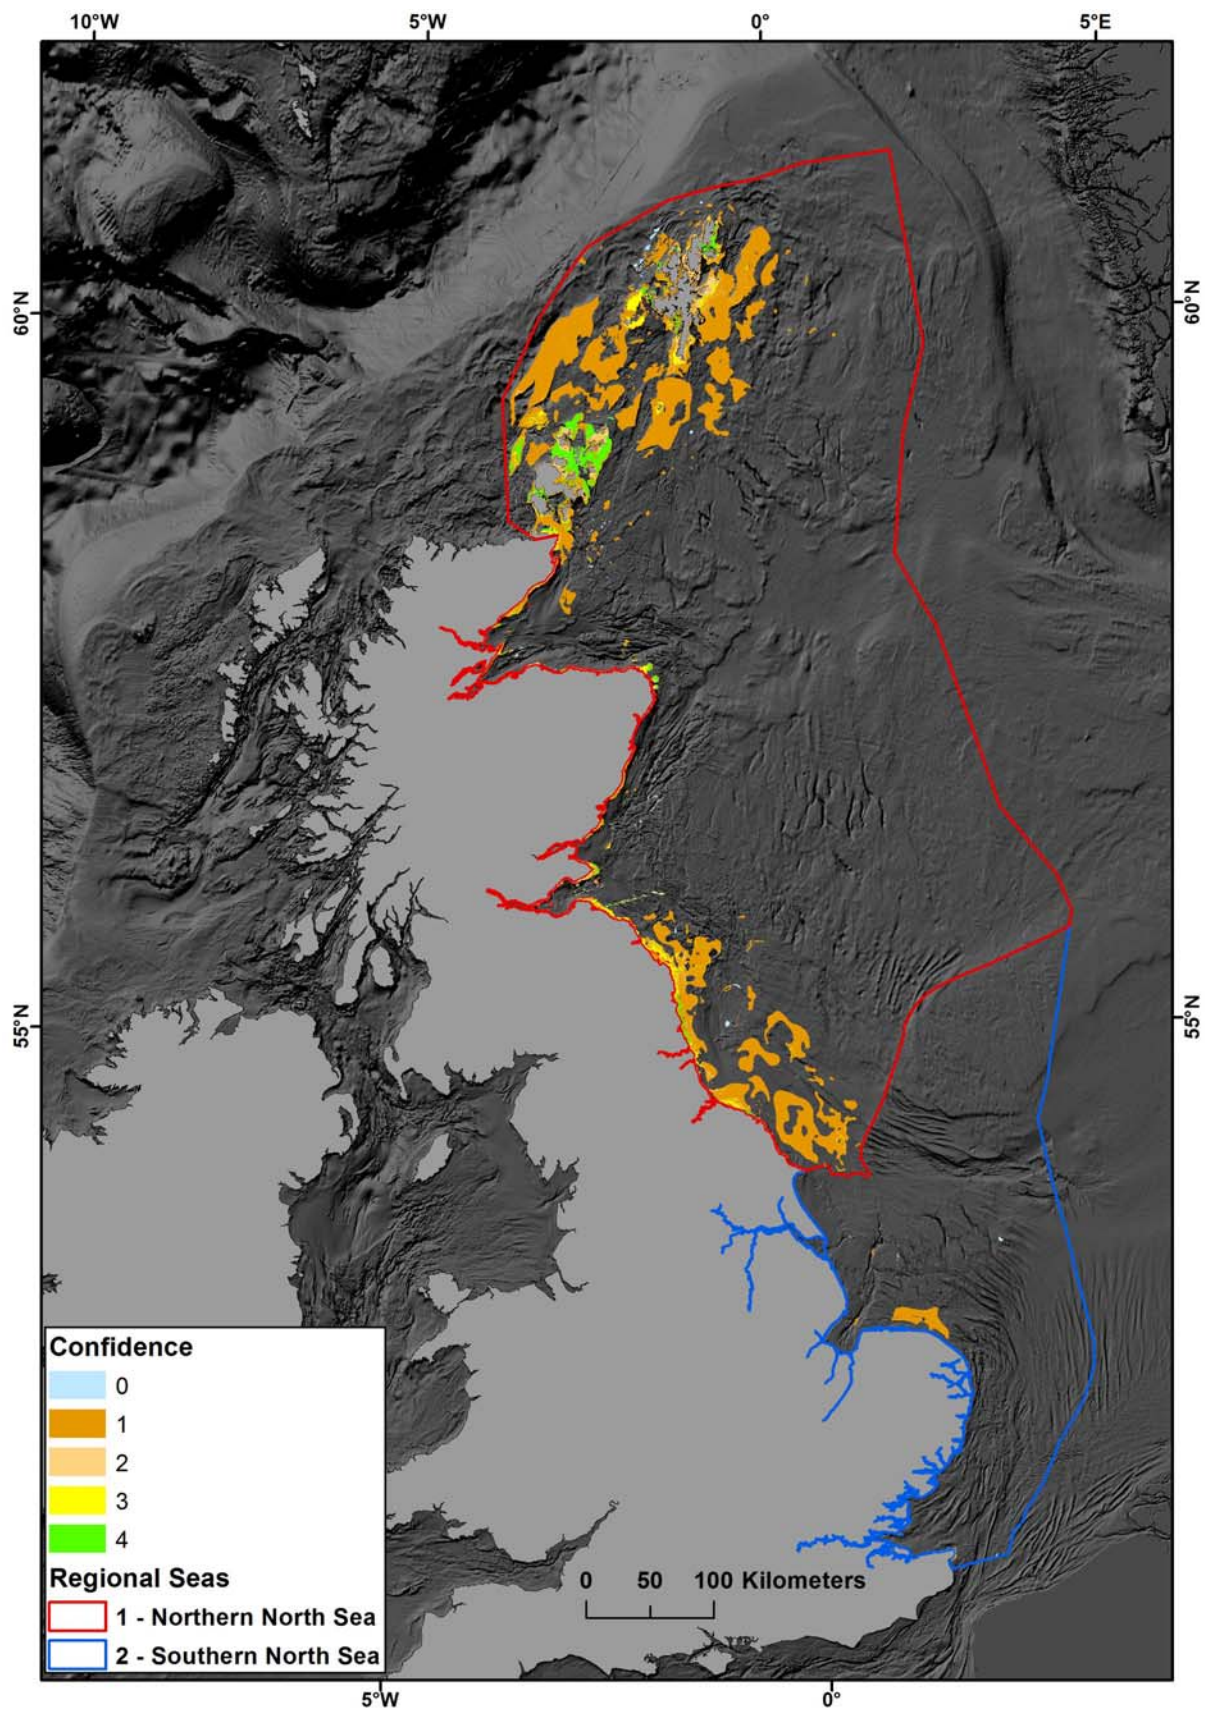 10°W 5°W 0° 5°E
60°N 60°N
55°N 55°N
Confidence
0
1
2
3
4
Regional Seas
1 - Northern North Sea
2 - Southern North Sea
0 50 100 Kilometers
5°W 0°